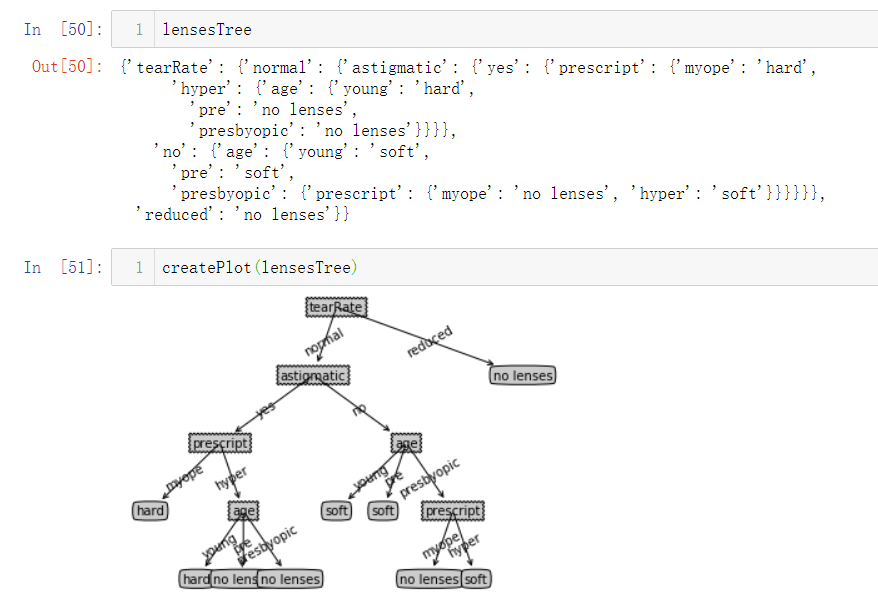 In [50]: 1 lensesTree
Out[50]: {'tearRate': {'normal': {'astigmatic': {'yes': {'prescript': {'myope': 'hard',
'hyper': {'age': {'young': 'hard',
'pre': 'no lenses',
'presbyopic': 'no lenses'}}}},
'no': {'age': {'young': 'soft',
'pre': 'soft',
'presbyopic': {'prescript': {'myope': 'no lenses', 'hyper': 'soft'}}}}}},
'reduced': 'no lenses'}}
In [51]: 1 createPlot(lensesTree)
tearRate
normal reduced
astigmatic no lenses
yes no
prescript age
myope hyper young pre presbyopic
hard age soft soft prescript
young pre presbyopic myope hyper
hard no lens no lenses no lenses soft